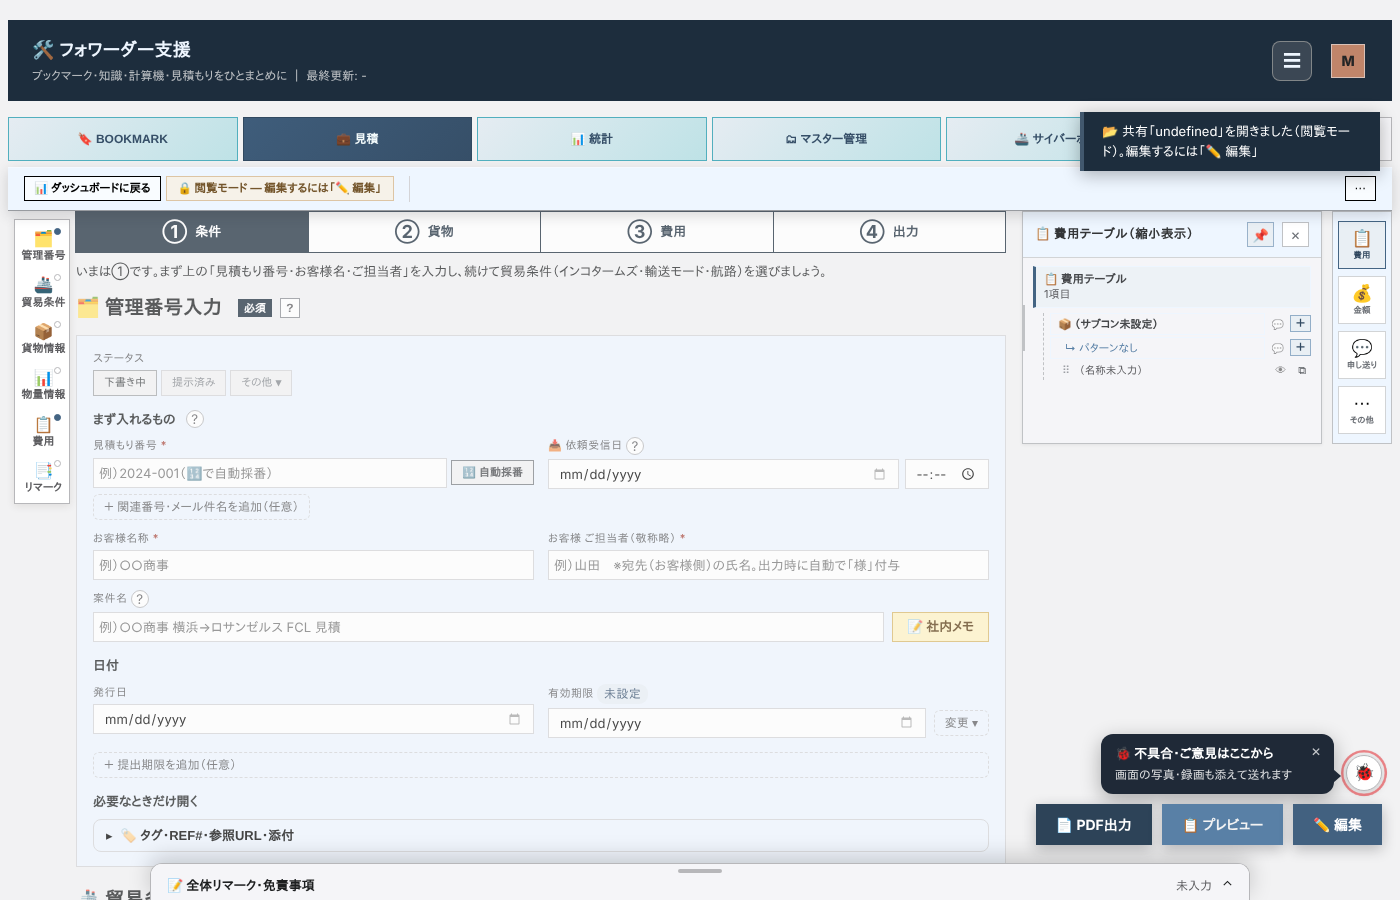 フォワーダー支援
ブックマーク・知識・計算機・見積もりをひとまとめに | 最終更新: -
M
BOOKMARK
見積
統計
マスター管理
サイバーポ
共有「undefined」を開きました（閲覧モード）。編集するには「✏️ 編集」
ダッシュボードに戻る
閲覧モード — 編集するには「✏️ 編集」
…
管理番号
貿易条件
貨物情報
物量情報
費用
リマーク
① 条件
② 貨物
③ 費用
④ 出力
いまは①です。まず上の「見積もり番号・お客様名・ご担当者」を入力し、続けて貿易条件（インコタームズ・輸送モード・航路）を選びましょう。
管理番号入力 必須 ?
ステータス
下書き中 提示済み その他 ▾
まず入れるもの ?
見積もり番号 *
例）2024-001（🔢で自動採番）
自動採番
依頼受信日 ?
mm/dd/yyyy
--:--
＋ 関連番号・メール件名を追加（任意）
お客様名称 *
例）〇〇商事
お客様 ご担当者（敬称略） *
例）山田　※宛先（お客様側）の氏名。出力時に自動で「様」付与
案件名 ?
例）〇〇商事 横浜→ロサンゼルス FCL 見積
社内メモ
日付
発行日
mm/dd/yyyy
有効期限 未設定
mm/dd/yyyy
変更 ▾
＋ 提出期限を追加（任意）
必要なときだけ開く
▸ タグ・REF#・参照URL・添付
費用テーブル（縮小表示）
×
費用テーブル
1項目
（サブコン未設定）
+
↪ パターンなし
+
（名称未入力）
費用
金額
申し送り
…
その他
不具合・ご意見はここから
×
画面の写真・録画も添えて送れます
PDF出力
プレビュー
編集
全体リマーク・免責事項
未入力